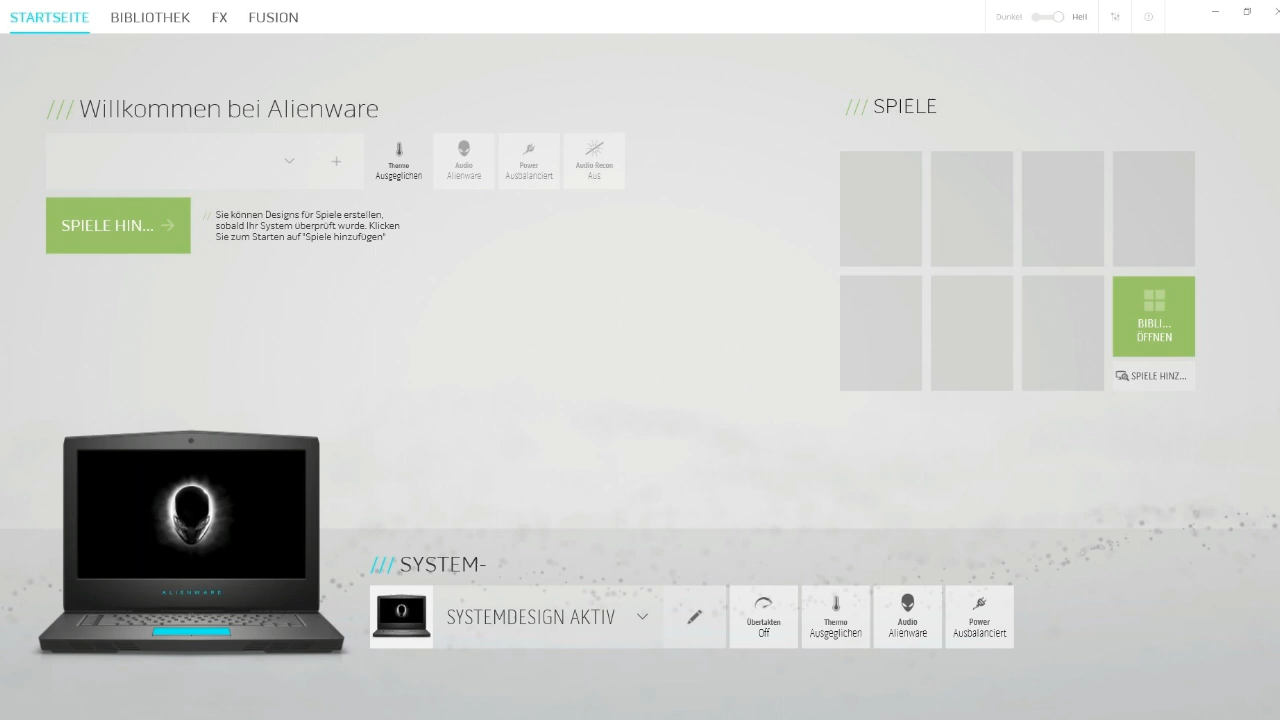 STARTSEITE BIBLIOTHEK FX FUSION
Dunkel Hell
/// Willkommen bei Alienware
/// SPIELE
Thermo
Ausgeglichen
Audio
Alienware
Power
Ausbalanciert
Audio Recon
Aus
SPIELE HIN...
// Sie können Designs für Spiele erstellen,
sobald Ihr System überprüft wurde. Klicken
Sie zum Starten auf "Spiele hinzufügen"
BIBLI...
ÖFFNEN
SPIELE HINZ...
ALIENWARE
/// SYSTEM-
SYSTEMDESIGN AKTIV
Übertakten
Off
Thermo
Ausgeglichen
Audio
Alienware
Power
Ausbalanciert